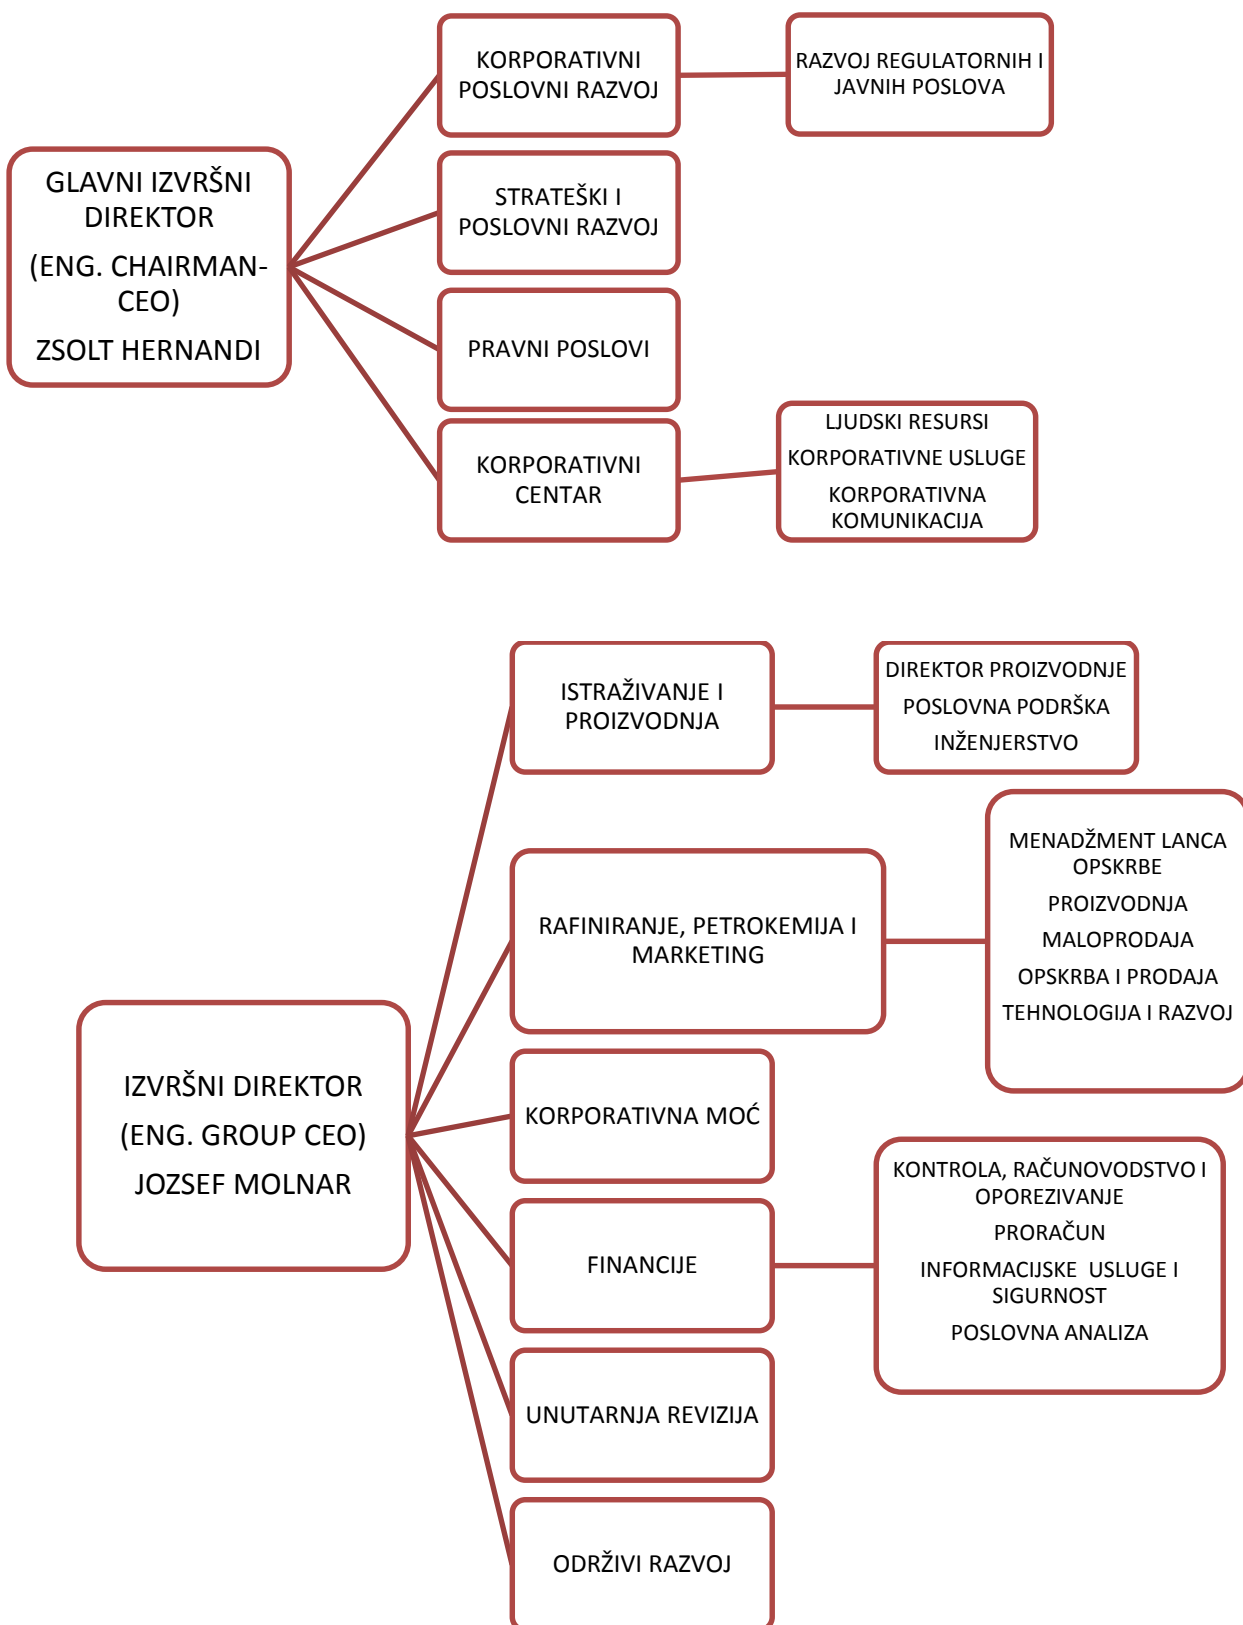 KORPORATIVNI
POSLOVNI RAZVOJ
RAZVOJ REGULATORNIH I
JAVNIH POSLOVA
GLAVNI IZVRŠNI
DIREKTOR
(ENG. CHAIRMAN-
CEO)
ZSOLT HERNANDI
STRATEŠKI I
POSLOVNI RAZVOJ
PRAVNI POSLOVI
KORPORATIVNI
CENTAR
LJUDSKI RESURSI
KORPORATIVNE USLUGE
KORPORATIVNA
KOMUNIKACIJA
ISTRAŽIVANJE I
PROIZVODNJA
DIREKTOR PROIZVODNJE
POSLOVNA PODRŠKA
INŽENJERSTVO
RAFINIRANJE, PETROKEMIJA I
MARKETING
MENADŽMENT LANCA
OPSKRBE
PROIZVODNJA
MALOPRODAJA
OPSKRBA I PRODAJA
TEHNOLOGIJA I RAZVOJ
IZVRŠNI DIREKTOR
(ENG. GROUP CEO)
JOZSEF MOLNAR
KORPORATIVNA MOĆ
FINANCIJE
KONTROLA, RAČUNOVODSTVO I
OPOREZIVANJE
PRORAČUN
INFORMACIJSKE  USLUGE I
SIGURNOST
POSLOVNA ANALIZA
UNUTARNJA REVIZIJA
ODRŽIVI RAZVOJ